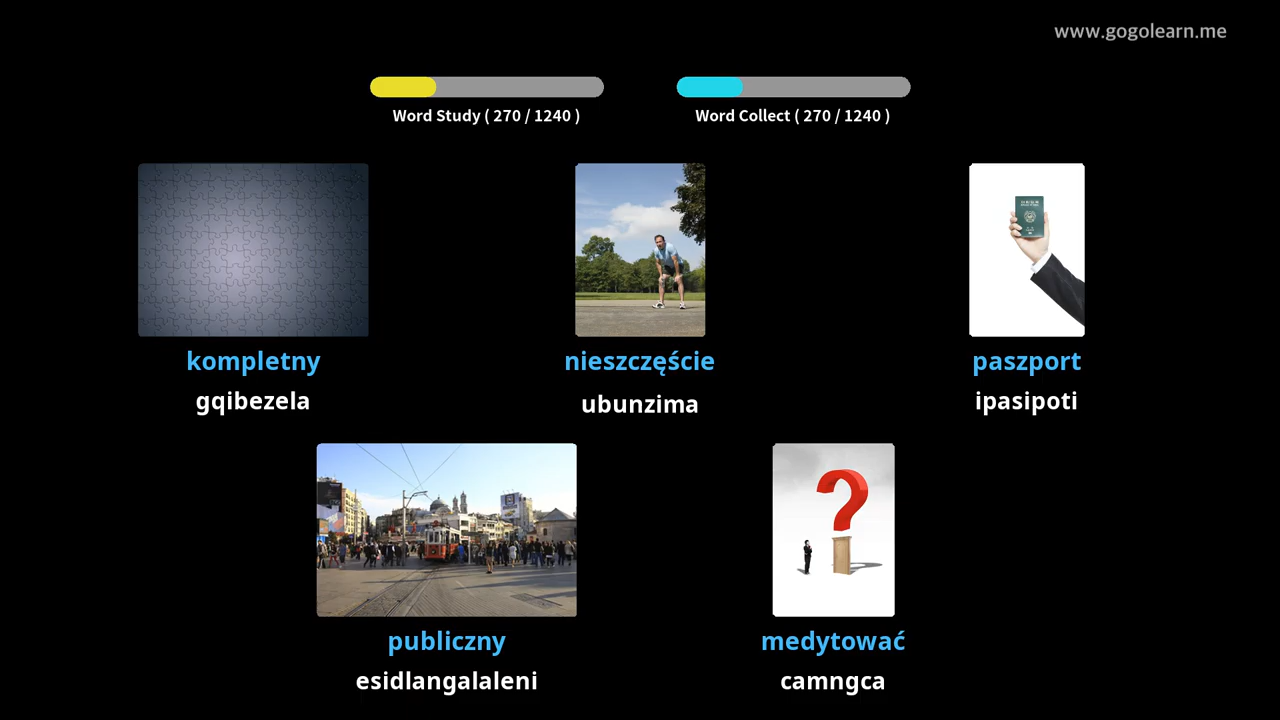 www.gogolearn.me
Word Study ( 270 / 1240 )
Word Collect ( 270 / 1240 )
kompletny
gqibezela
nieszczęście
ubunzima
paszport
ipasipoti
publiczny
esidlangalaleni
medytować
camngca